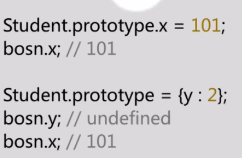 Student.prototype.x = 101;
bosn.x; // 101
Student.prototype = {y : 2};
bosn.y; // undefined
bosn.x; // 101